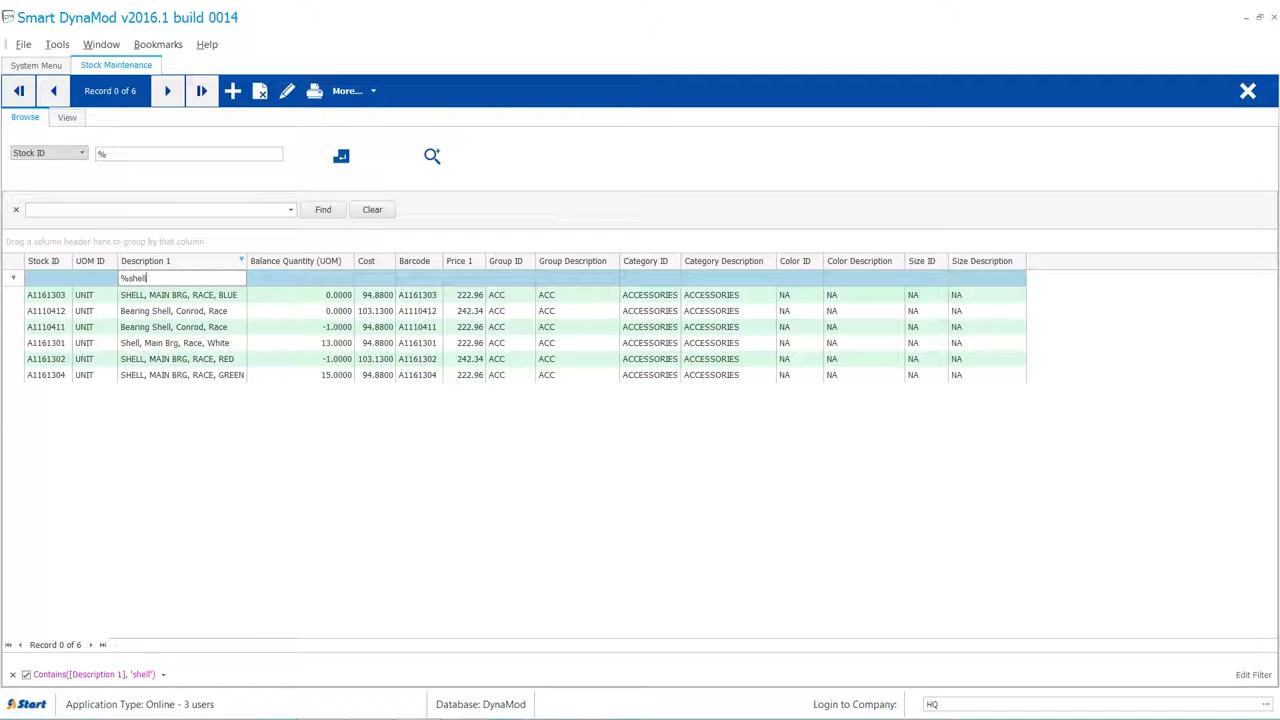 Smart DynaMod v2016.1 build 0014
File Tools Window Bookmarks Help
System Menu Stock Maintenance
Record 0 of 6 More...
Browse View
Stock ID %
Find Clear
Drag a column header here to group by that column
Stock ID UOM ID Description 1 Balance Quantity (UOM) Cost Barcode Price 1 Group ID Group Description Category ID Category Description Color ID Color Description Size ID Size Description
%shell
A1161303 UNIT SHELL, MAIN BRG, RACE, BLUE 0.0000 94.8800 A1161303 222.96 ACC ACC ACCESSORIES ACCESSORIES NA NA NA NA
A1110412 UNIT Bearing Shell, Conrod, Race 0.0000 103.1300 A1110412 242.34 ACC ACC ACCESSORIES ACCESSORIES NA NA NA NA
A1110411 UNIT Bearing Shell, Conrod, Race -1.0000 94.8800 A1110411 222.96 ACC ACC ACCESSORIES ACCESSORIES NA NA NA NA
A1161301 UNIT Shell, Main Brg, Race, White 13.0000 94.8800 A1161301 222.96 ACC ACC ACCESSORIES ACCESSORIES NA NA NA NA
A1161302 UNIT SHELL, MAIN BRG, RACE, RED -1.0000 103.1300 A1161302 242.34 ACC ACC ACCESSORIES ACCESSORIES NA NA NA NA
A1161304 UNIT SHELL, MAIN BRG, RACE, GREEN 15.0000 94.8800 A1161304 222.96 ACC ACC ACCESSORIES ACCESSORIES NA NA NA NA
Record 0 of 6
Contains([Description 1], 'shell') Edit Filter
Start Application Type: Online - 3 users Database: DynaMod Login to Company: HQ ...